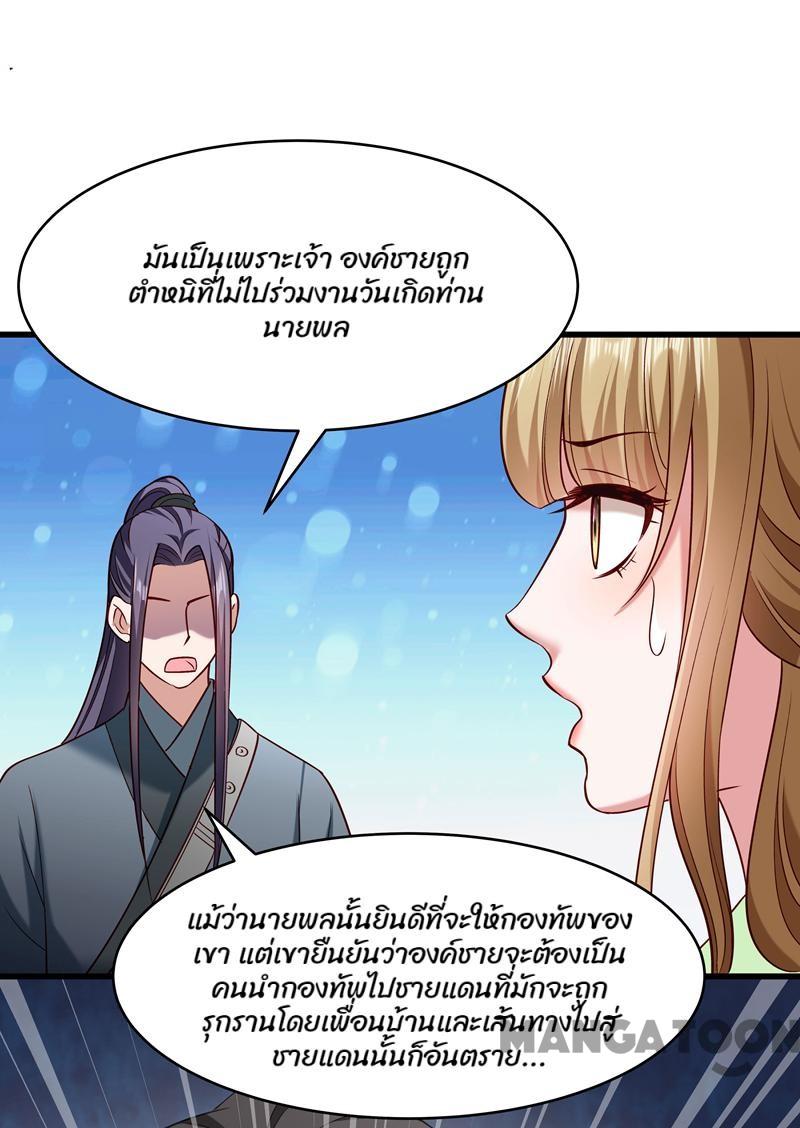 มันเป็นเพราะเจ้า องค์ชายถูก
ตำหนิที่ไม่ไปร่วมงานวันเกิดท่าน
นายพล
แม้ว่านายพลนั้นยินดีที่จะให้กองทัพของ
เขา แต่เขายืนยันว่าองค์ชายจะต้องเป็น
คนนำกองทัพไปชายแดนที่มักจะถูก
รุกรานโดยเพื่อนบ้านและเส้นทางไปสู่
ชายแดนนั้นก็อันตราย...
MANGATOON